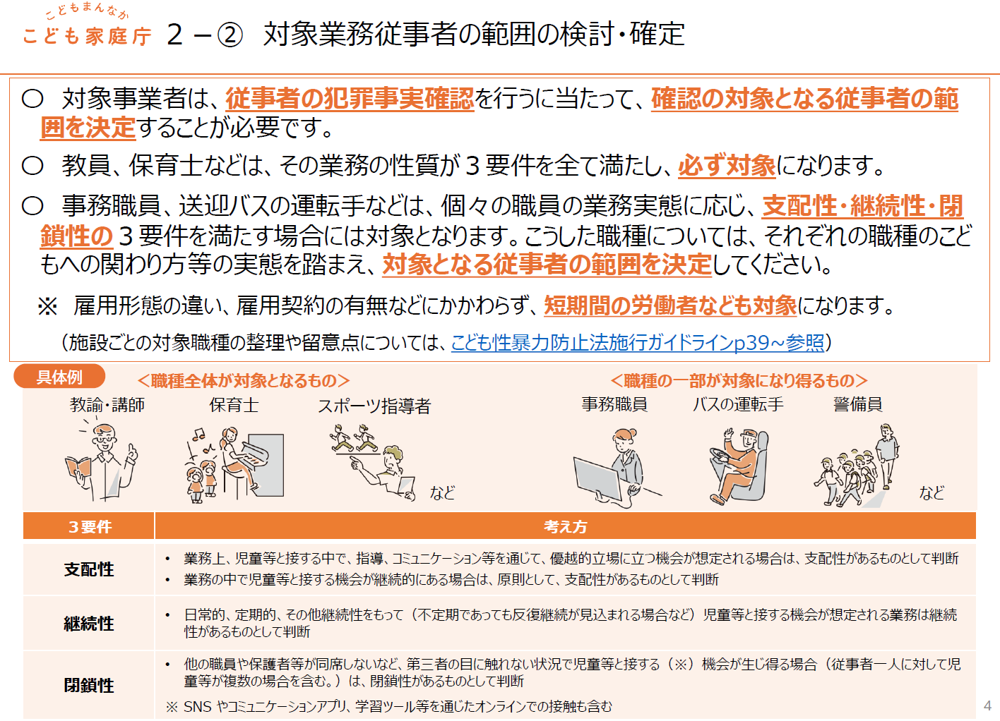 こどもまんなか
こども家庭庁
２－② 対象業務従事者の範囲の検討・確定
〇 対象事業者は、従事者の犯罪事実確認を行うに当たって、確認の対象となる従事者の範
囲を決定することが必要です。
〇 教員、保育士などは、その業務の性質が３要件を全て満たし、必ず対象になります。
〇 事務職員、送迎バスの運転手などは、個々の職員の業務実態に応じ、支配性・継続性・閉
鎖性の３要件を満たす場合には対象となります。こうした職種については、それぞれの職種のこど
もへの関わり方等の実態を踏まえ、対象となる従事者の範囲を決定してください。
※ 雇用形態の違い、雇用契約の有無などにかかわらず、短期間の労働者なども対象になります。
（施設ごとの対象職種の整理や留意点については、こども性暴力防止法施行ガイドラインp39~参照）
具体例
＜職種全体が対象となるもの＞
教諭・講師 保育士 スポーツ指導者
など
＜職種の一部が対象になり得るもの＞
事務職員 バスの運転手 警備員
など
３要件 考え方
支配性
• 業務上、児童等と接する中で、指導、コミュニケーション等を通じて、優越的立場に立つ機会が想定される場合は、支配性があるものとして判断
• 業務の中で児童等と接する機会が継続的にある場合は、原則として、支配性があるものとして判断
継続性
• 日常的、定期的、その他継続性をもって（不定期であっても反復継続が見込まれる場合など）児童等と接する機会が想定される業務は継続
性があるものとして判断
閉鎖性
• 他の職員や保護者等が同席しないなど、第三者の目に触れない状況で児童等と接する（※）機会が生じ得る場合（従事者一人に対して児
童等が複数の場合を含む。）は、閉鎖性があるものとして判断
※ SNS やコミュニケーションアプリ、学習ツール等を通じたオンラインでの接触も含む
4